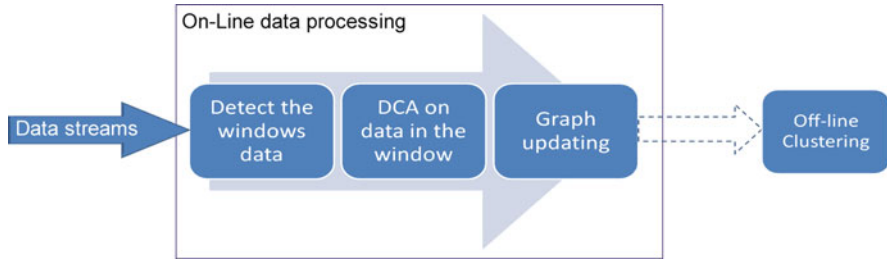 On-Line data processing
Data streams
Detect the
windows
data
DCA on
data in the
window
Graph
updating
Off-line
Clustering